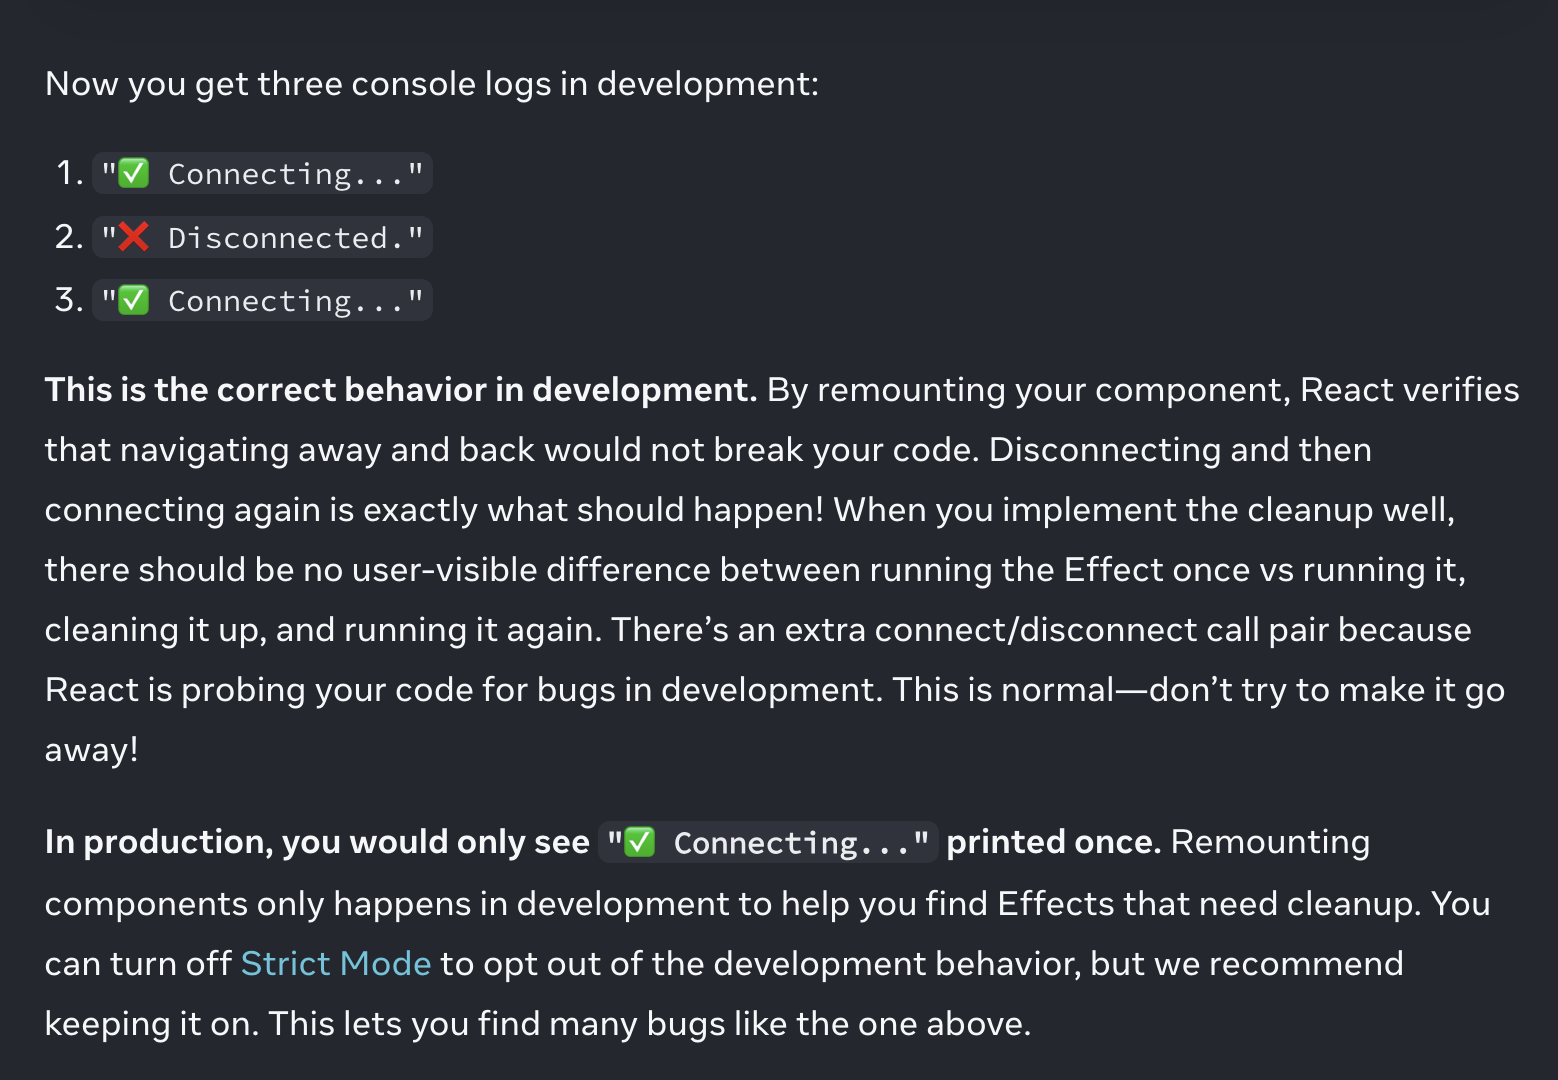 Now you get three console logs in development:
1. "✅ Connecting..."
2. "❌ Disconnected."
3. "✅ Connecting..."
This is the correct behavior in development. By remounting your component, React verifies
that navigating away and back would not break your code. Disconnecting and then
connecting again is exactly what should happen! When you implement the cleanup well,
there should be no user-visible difference between running the Effect once vs running it,
cleaning it up, and running it again. There’s an extra connect/disconnect call pair because
React is probing your code for bugs in development. This is normal—don’t try to make it go
away!
In production, you would only see "✅ Connecting..." printed once. Remounting
components only happens in development to help you find Effects that need cleanup. You
can turn off Strict Mode to opt out of the development behavior, but we recommend
keeping it on. This lets you find many bugs like the one above.